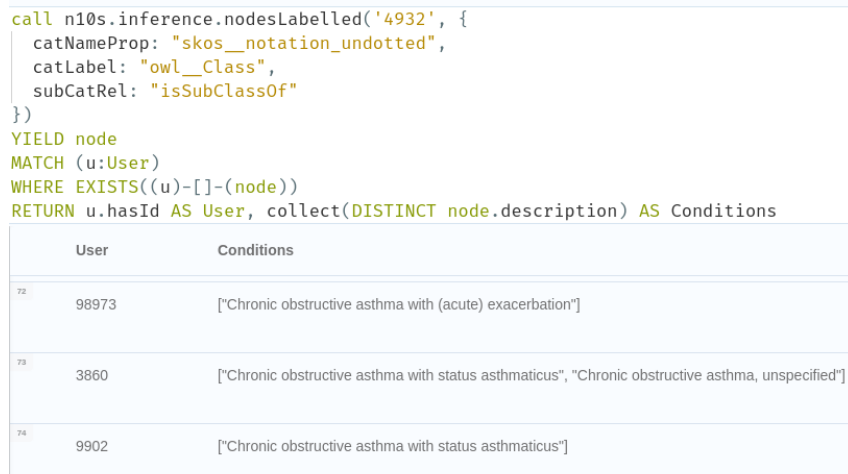 call n10s.inference.nodesLabelled('4932', {
  catNameProp: "skos__notation_undotted",
  catLabel: "owl__Class",
  subCatRel: "isSubClassOf"
})
YIELD node
MATCH (u:User)
WHERE EXISTS((u)-[]-(node))
RETURN u.hasId AS User, collect(DISTINCT node.description) AS Conditions
User Conditions
72 98973 ["Chronic obstructive asthma with (acute) exacerbation"]
73 3860 ["Chronic obstructive asthma with status asthmaticus", "Chronic obstructive asthma, unspecified"]
74 9902 ["Chronic obstructive asthma with status asthmaticus"]